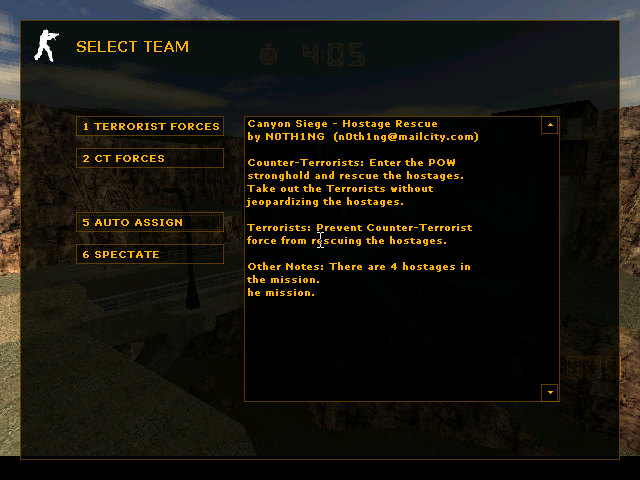 SELECT TEAM
4:05
1 TERRORIST FORCES
2 CT FORCES
5 AUTO ASSIGN
6 SPECTATE
Canyon Siege - Hostage Rescue
by N0TH1NG (n0th1ng@mailcity.com)
Counter-Terrorists: Enter the POW
stronghold and rescue the hostages.
Take out the Terrorists without
jeopardizing the hostages.
Terrorists: Prevent Counter-Terrorist
force from rescuing the hostages.
Other Notes: There are 4 hostages in
the mission.
he mission.